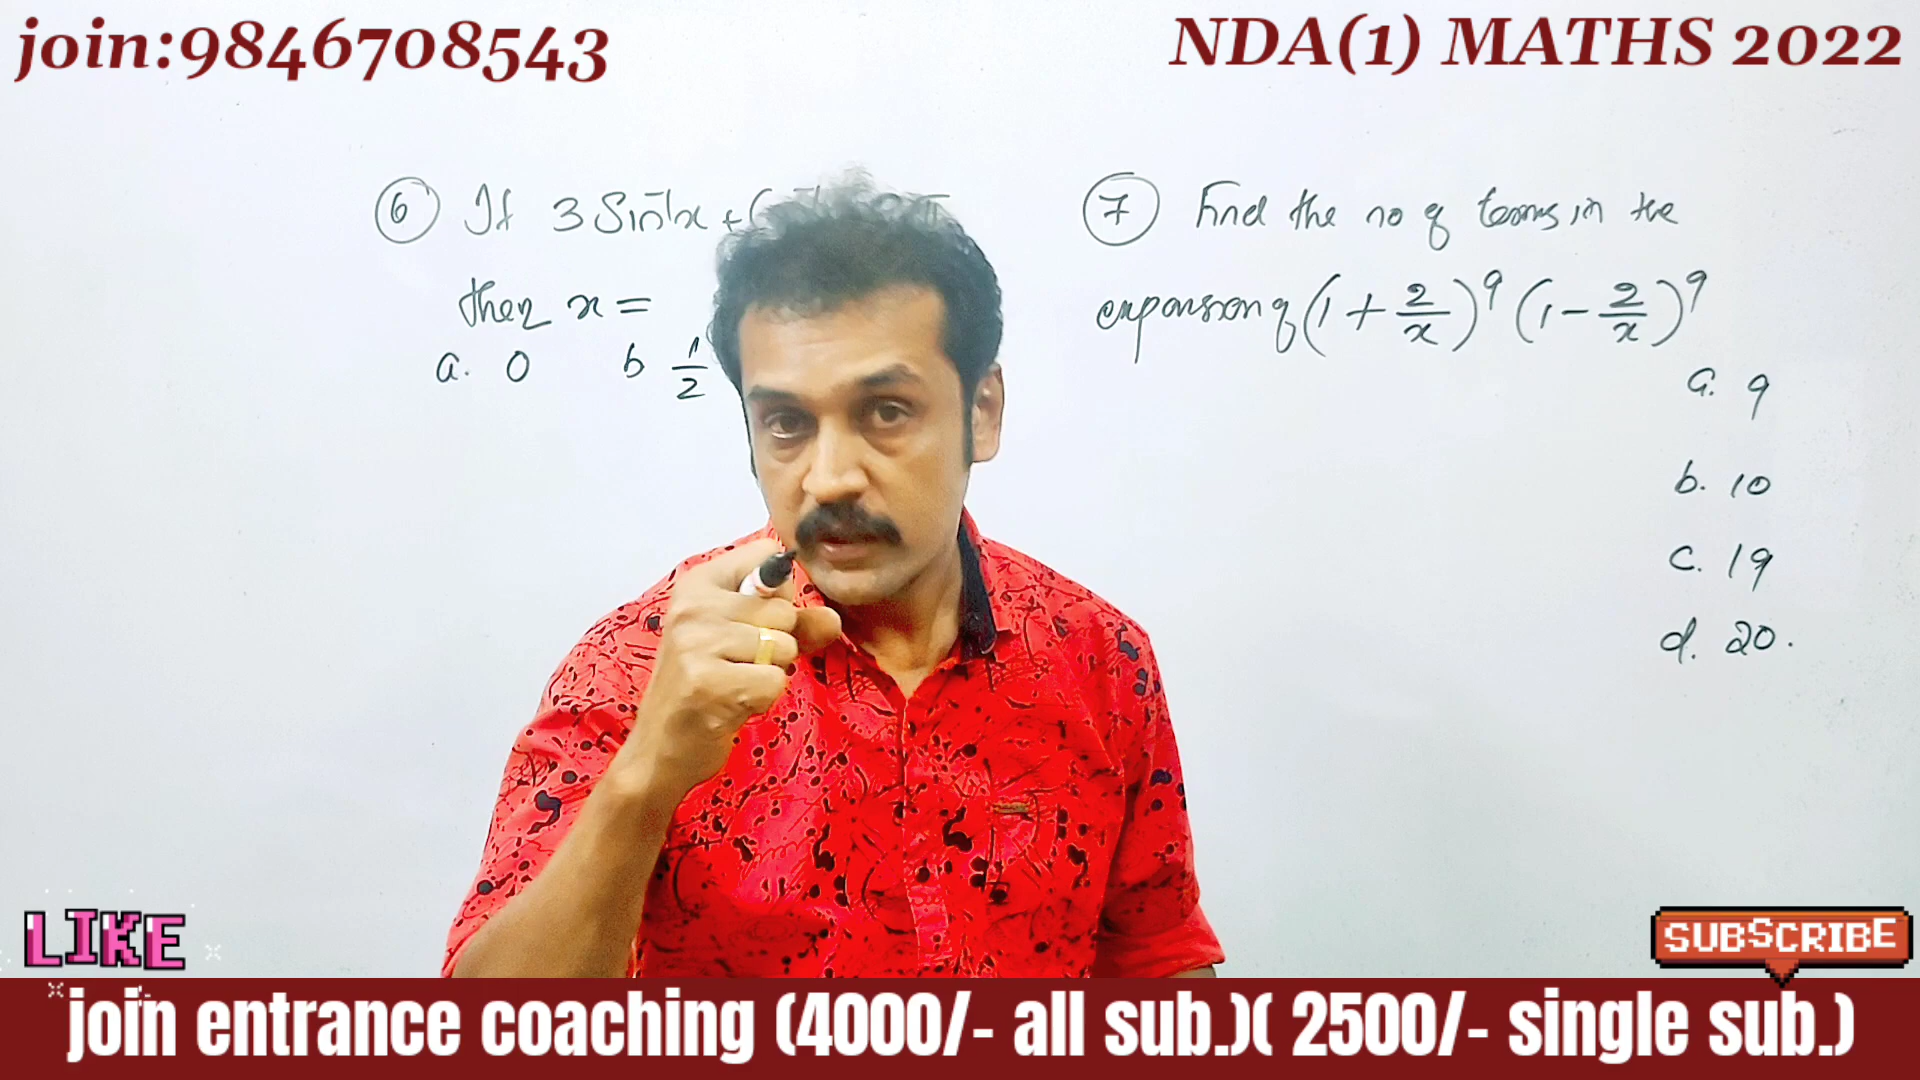 join:9846708543
NDA(1) MATHS 2022
6 If 3 Sin⁻¹x + (
then x =
a. 0 b 1/2
7 Find the no of terms in the
expansion of (1 + 2/x)^9 (1 - 2/x)^9
a. 9
b. 10
c. 19
d. 20.
LIKE
SUBSCRIBE
join entrance coaching (4000/- all sub.)( 2500/- single sub.)